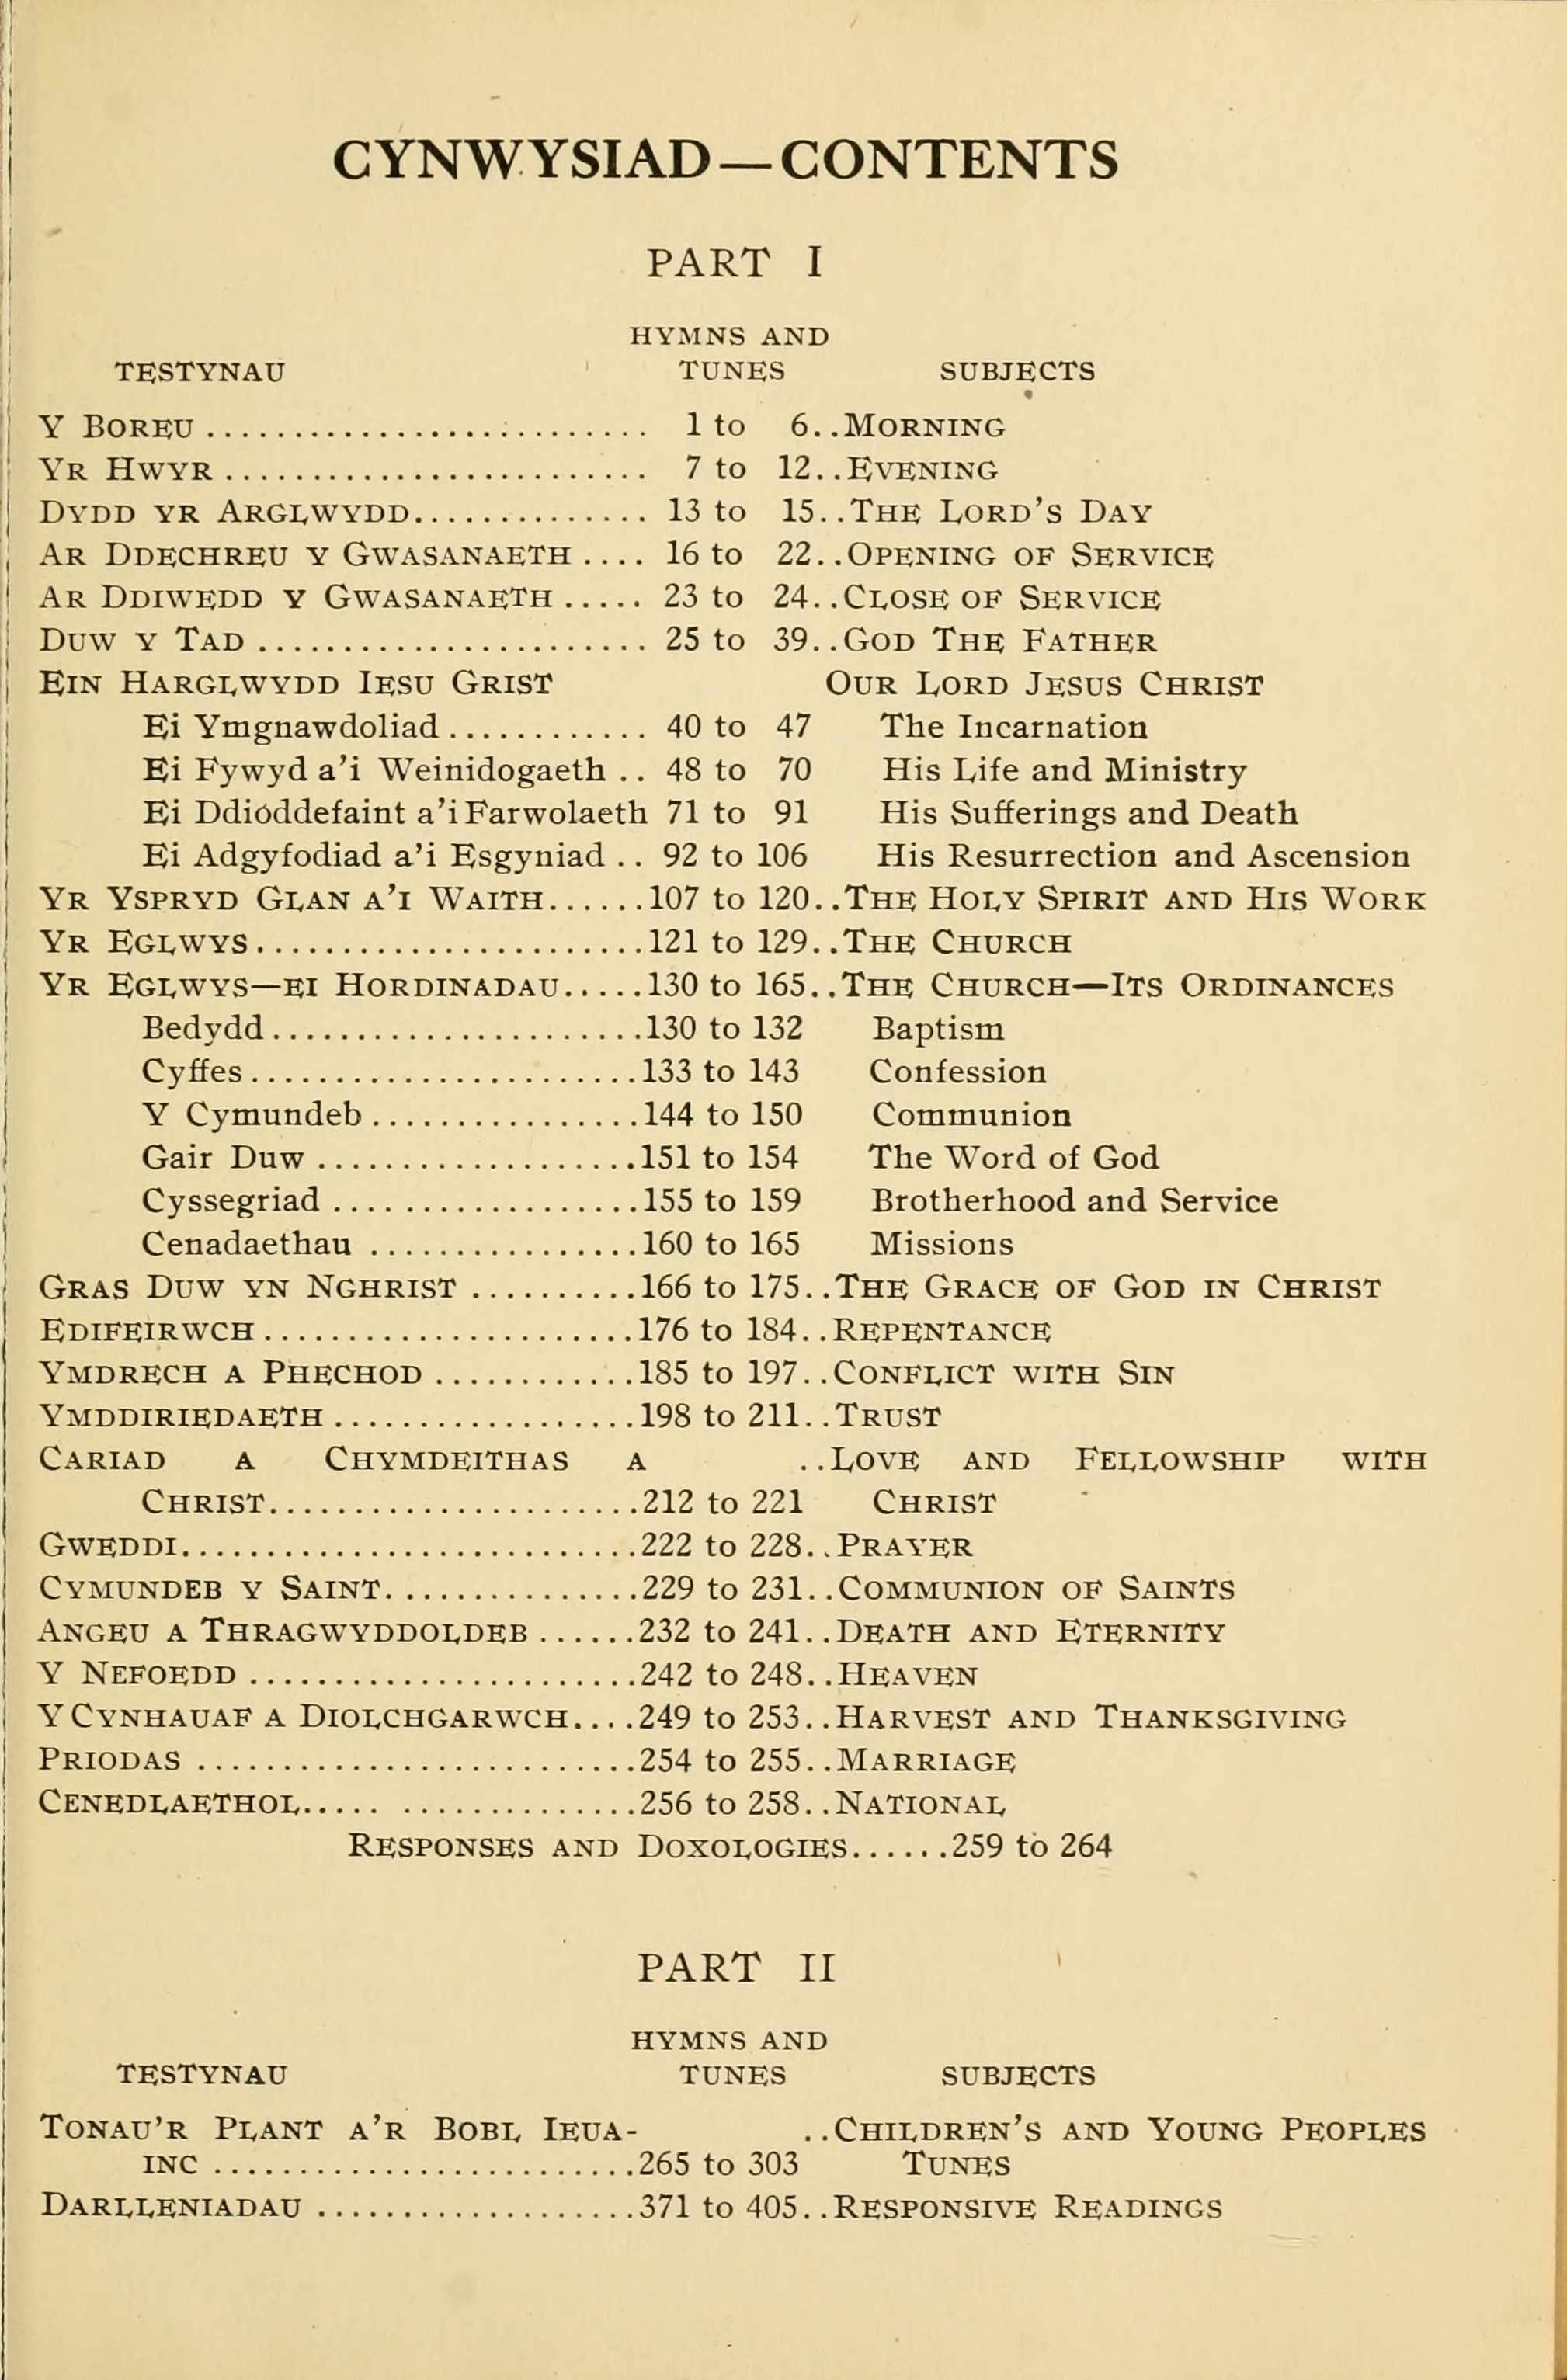 CYNWYSIAD—CONTENTS
PART I
HYMNS AND
TESTYNAU TUNES SUBJECTS
Y BOREU .......................... 1 to 6..MORNING
YR HWYR ......................... 7 to 12..EVENING
DYDD YR ARGLWYDD.............. 13 to 15..THE LORD'S DAY
AR DDECHREU Y GWASANAETH .... 16 to 22..OPENING OF SERVICE
AR DDIWEDD Y GWASANAETH ..... 23 to 24..CLOSE OF SERVICE
DUW Y TAD ....................... 25 to 39..GOD THE FATHER
EIN HARGLWYDD IESU GRIST OUR LORD JESUS CHRIST
Ei Ymgnawdoliad............ 40 to 47 The Incarnation
Ei Fywyd a'i Weinidogaeth .. 48 to 70 His Life and Ministry
Ei Ddioddefaint a'i Farwolaeth 71 to 91 His Sufferings and Death
Ei Adgyfodiad a'i Esgyniad .. 92 to 106 His Resurrection and Ascension
YR YSPRYD GLAN A'I WAITH......107 to 120..THE HOLY SPIRIT AND HIS WORK
YR EGLWYS.......................121 to 129..THE CHURCH
YR EGLWYS—EI HORDINADAU.....130 to 165..THE CHURCH—ITS ORDINANCES
Bedydd......................130 to 132 Baptism
Cyffes.......................133 to 143 Confession
Y Cymundeb................144 to 150 Communion
Gair Duw ...................151 to 154 The Word of God
Cyssegriad ..................155 to 159 Brotherhood and Service
Cenadaethau ................160 to 165 Missions
GRAS DUW YN NGHRIST ..........166 to 175..THE GRACE OF GOD IN CHRIST
EDIFEIRWCH......................176 to 184..REPENTANCE
YMDRECH A PHECHOD ............185 to 197..CONFLICT WITH SIN
YMDDIRIEDAETH ..................198 to 211..TRUST
CARIAD A CHYMDEITHAS A ..LOVE AND FELLOWSHIP WITH
CHRIST......................212 to 221 CHRIST
GWEDDI...........................222 to 228..PRAYER
CYMUNDEB Y SAINT...............229 to 231..COMMUNION OF SAINTS
ANGEU A THRAGWYDDOLDEB ......232 to 241..DEATH AND ETERNITY
Y NEFOEDD .......................242 to 248..HEAVEN
Y CYNHAUAF A DIOLCHGARWCH....249 to 253..HARVEST AND THANKSGIVING
PRIODAS ..........................254 to 255..MARRIAGE
CENEDLAETHOL..... ..............256 to 258..NATIONAL
RESPONSES AND DOXOLOGIES......259 to 264
PART II
HYMNS AND
TESTYNAU TUNES SUBJECTS
TONAU'R PLANT A'R BOBL IEUA- ..CHILDREN'S AND YOUNG PEOPLES
INC .........................265 to 303 TUNES
DARLLENIADAU ...................371 to 405..RESPONSIVE READINGS